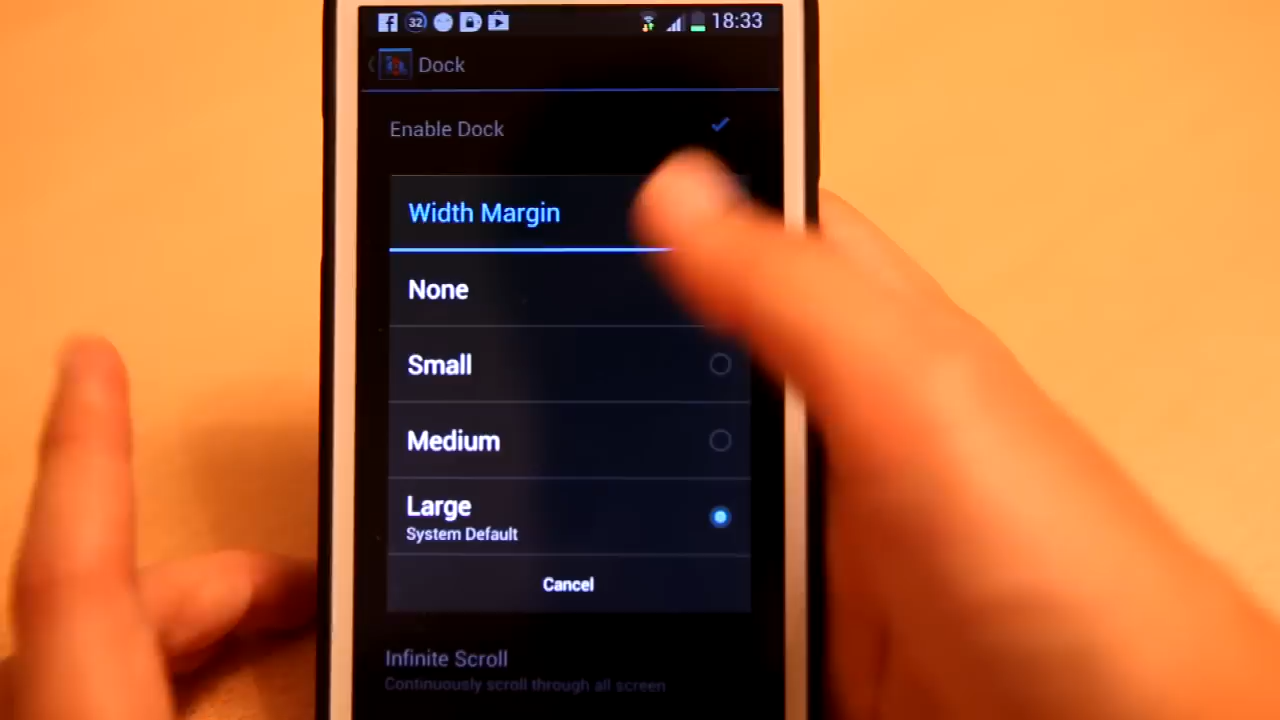 32 18:33
Dock
Enable Dock
Width Margin
None
Small
Medium
Large
System Default
Cancel
Infinite Scroll
Continuously scroll through all screen